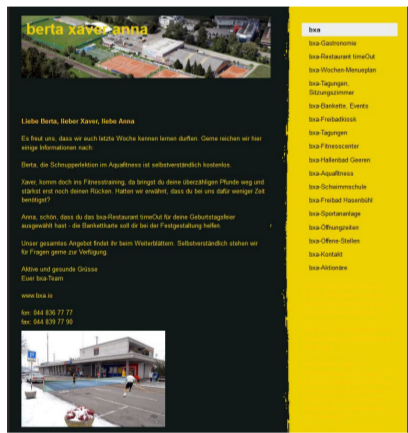 berta xaver anna
Liebe Berta, lieber Xaver, liebe Anna
Es freut uns, dass wir euch letzte Woche kennen lernen durften. Gerne reichen wir hier
einige Informationen nach:
Berta, die Schnupperlektion im Aquafitness ist selbstverständlich kostenlos.
Xaver, komm doch ins Fitnesstraining, da bringst du deine überzähligen Pfunde weg und
stärkst erst noch deinen Rücken. Hatten wir erwähnt, dass du bei uns dafür weniger Zeit
benötigst?
Anna, schön, dass du das bxa-Restaurant timeOut für deine Geburtstagsfeier
ausgewählt hast - die Bankettkarte soll dir bei der Festgestaltung helfen.
Unser gesamtes Angebot findet ihr beim Weiterblättern. Selbstverständlich stehen wir
für Fragen gerne zur Verfügung.
Aktive und gesunde Grüsse
Euer bxa-Team
www.bxa.io
fon: 044 836 77 77
fax: 044 839 77 90
bxa
bxa-Gastronomie
bxa-Restaurant timeOut
bxa-Wochen-Menueplan
bxa-Tagungen,
Sitzungszimmer
bxa-Bankette, Events
bxa-Freibadkiosk
bxa-Tagungen
bxa-Fitnesscenter
bxa-Hallenbad Geeren
bxa-Aquafitness
bxa-Schwimmschule
bxa-Freibad Hasenbühl
bxa-Sportananlage
bxa-Öffnungzeiten
bxa-Offene-Stellen
bxa-Kontakt
bxa-Aktionäre